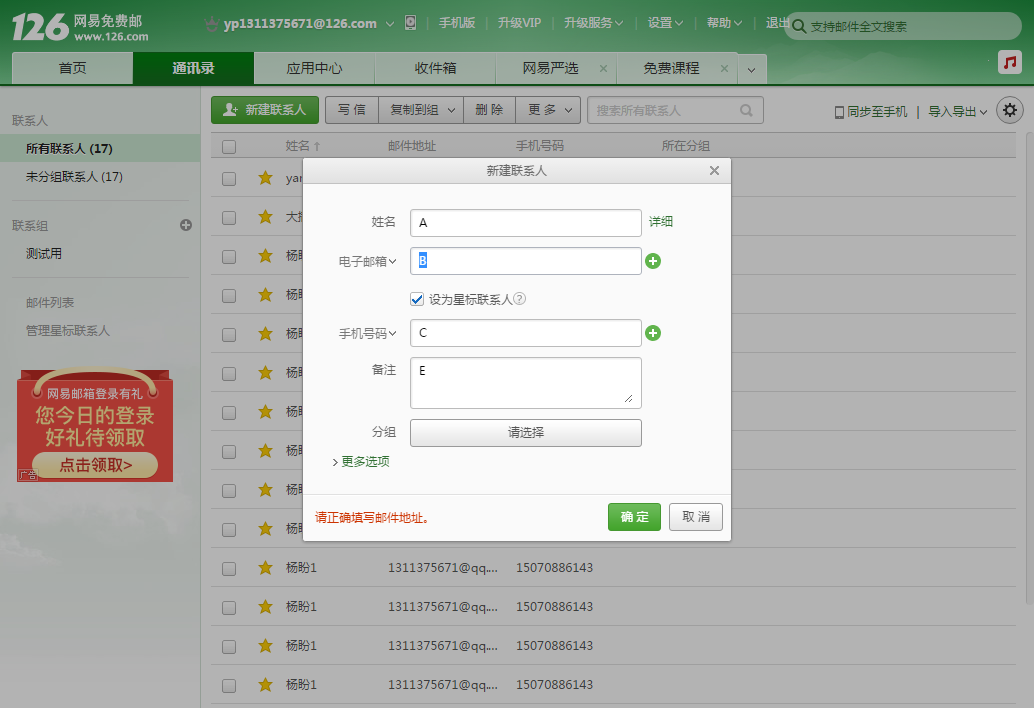 126 网易免费邮
www.126.com
yp1311375671@126.com
手机版 | 升级VIP | 升级服务 | 设置 | 帮助 | 退出
支持邮件全文搜索
首页 通讯录 应用中心 收件箱 网易严选 × 免费课程 ×
新建联系人 写 信 复制到组 删 除 更 多 搜索所有联系人
同步至手机 | 导入导出
联系人
所有联系人 (17)
未分组联系人 (17)
联系组
测试用
邮件列表
管理星标联系人
网易邮箱登录有礼
您今日的登录
好礼待领取
点击领取>
广告
姓名↑ 邮件地址 手机号码 所在分组
新建联系人
姓名 A 详细
电子邮箱 B
设为星标联系人?
手机号码 C
备注 E
分组 请选择
> 更多选项
请正确填写邮件地址。
确 定 取 消
杨盼
杨盼
杨盼
杨盼
杨盼
杨盼
杨盼
杨盼
杨盼1 1311375671@qq.... 15070886143
杨盼1 1311375671@qq.... 15070886143
杨盼1 1311375671@qq.... 15070886143
杨盼1 1311375671@qq.... 15070886143